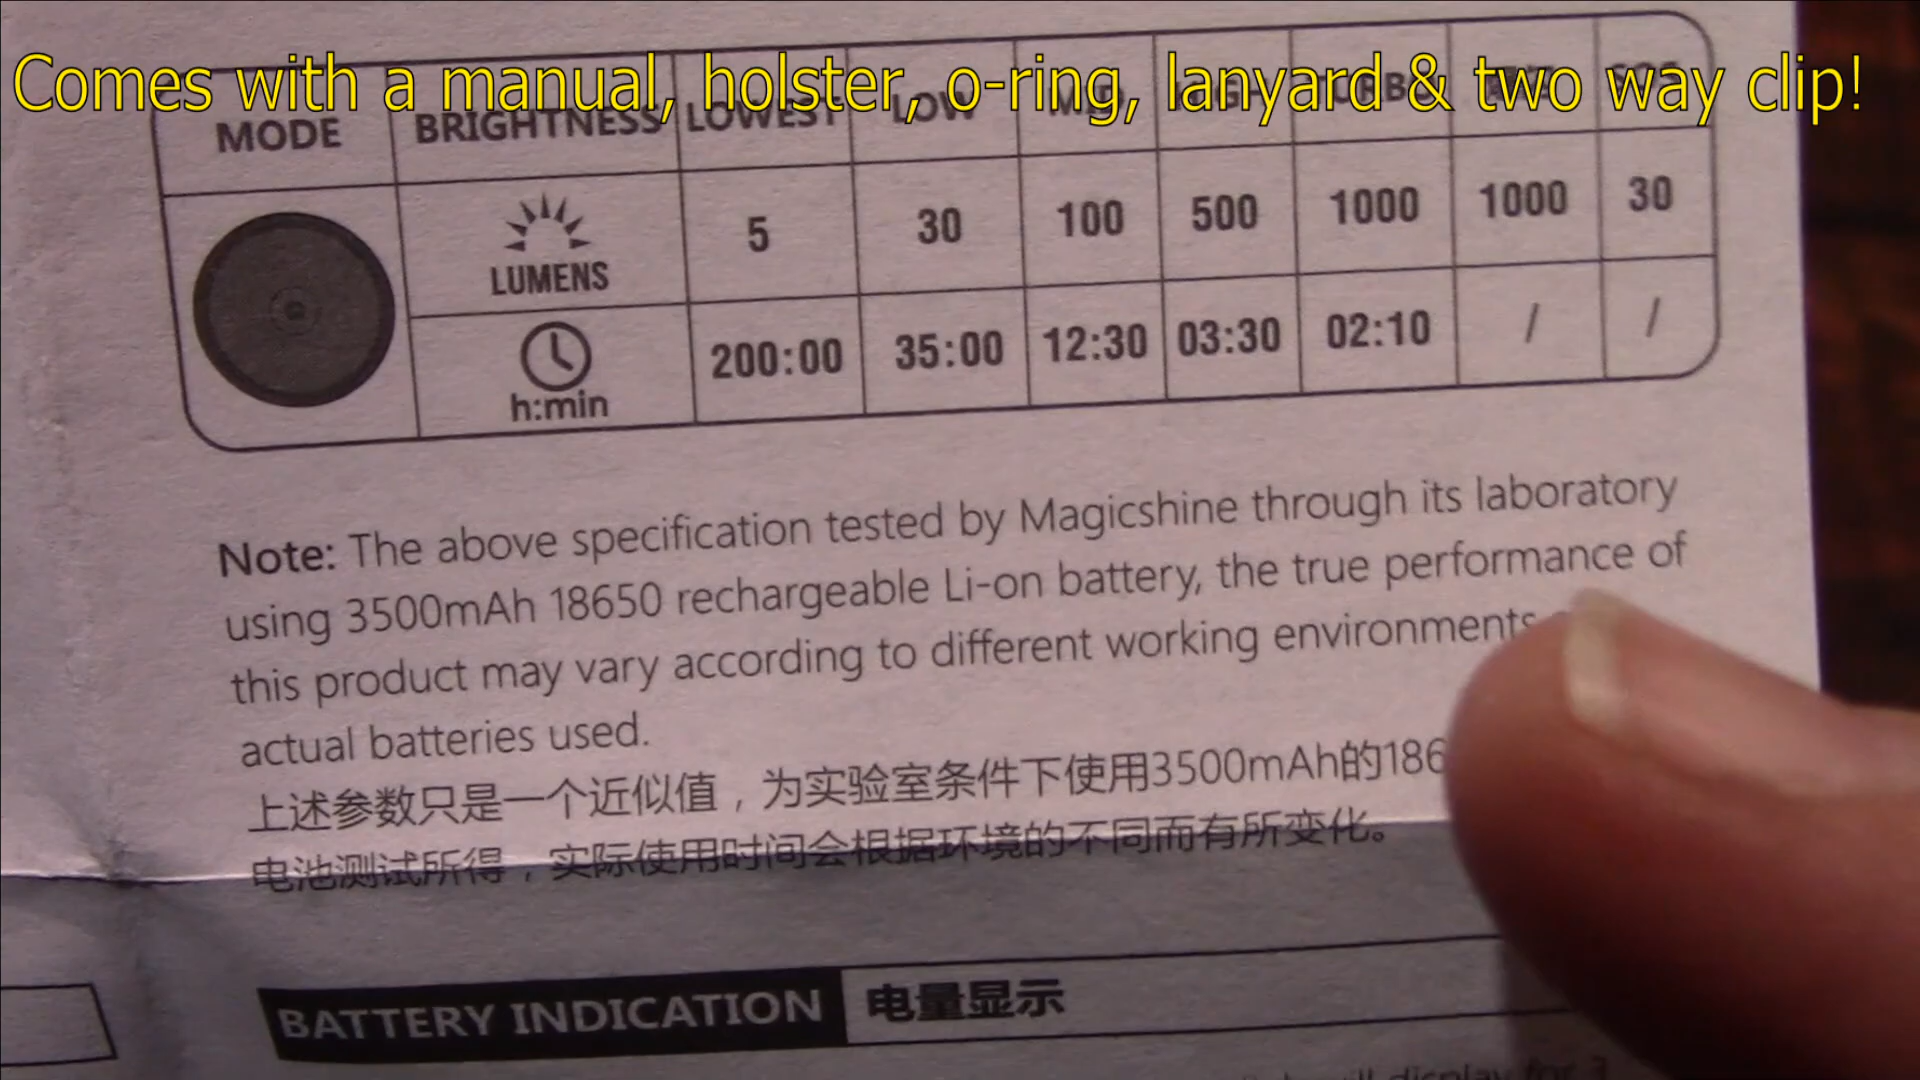 Comes with a manual, holster, o-ring, lanyard & two way clip!
MODE BRIGHTNESS LOWEST LOW
LUMENS 5 30 100 500 1000 1000 30
h:min 200:00 35:00 12:30 03:30 02:10 / /
Note: The above specification tested by Magicshine through its laboratory
using 3500mAh 18650 rechargeable Li-on battery, the true performance of
this product may vary according to different working environments
actual batteries used.
上述参数只是一个近似值，为实验室条件下使用3500mAh的186
电池测试所得，实际使用时间会根据环境的不同而有所变化。
BATTERY INDICATION 电量显示
will display for 3